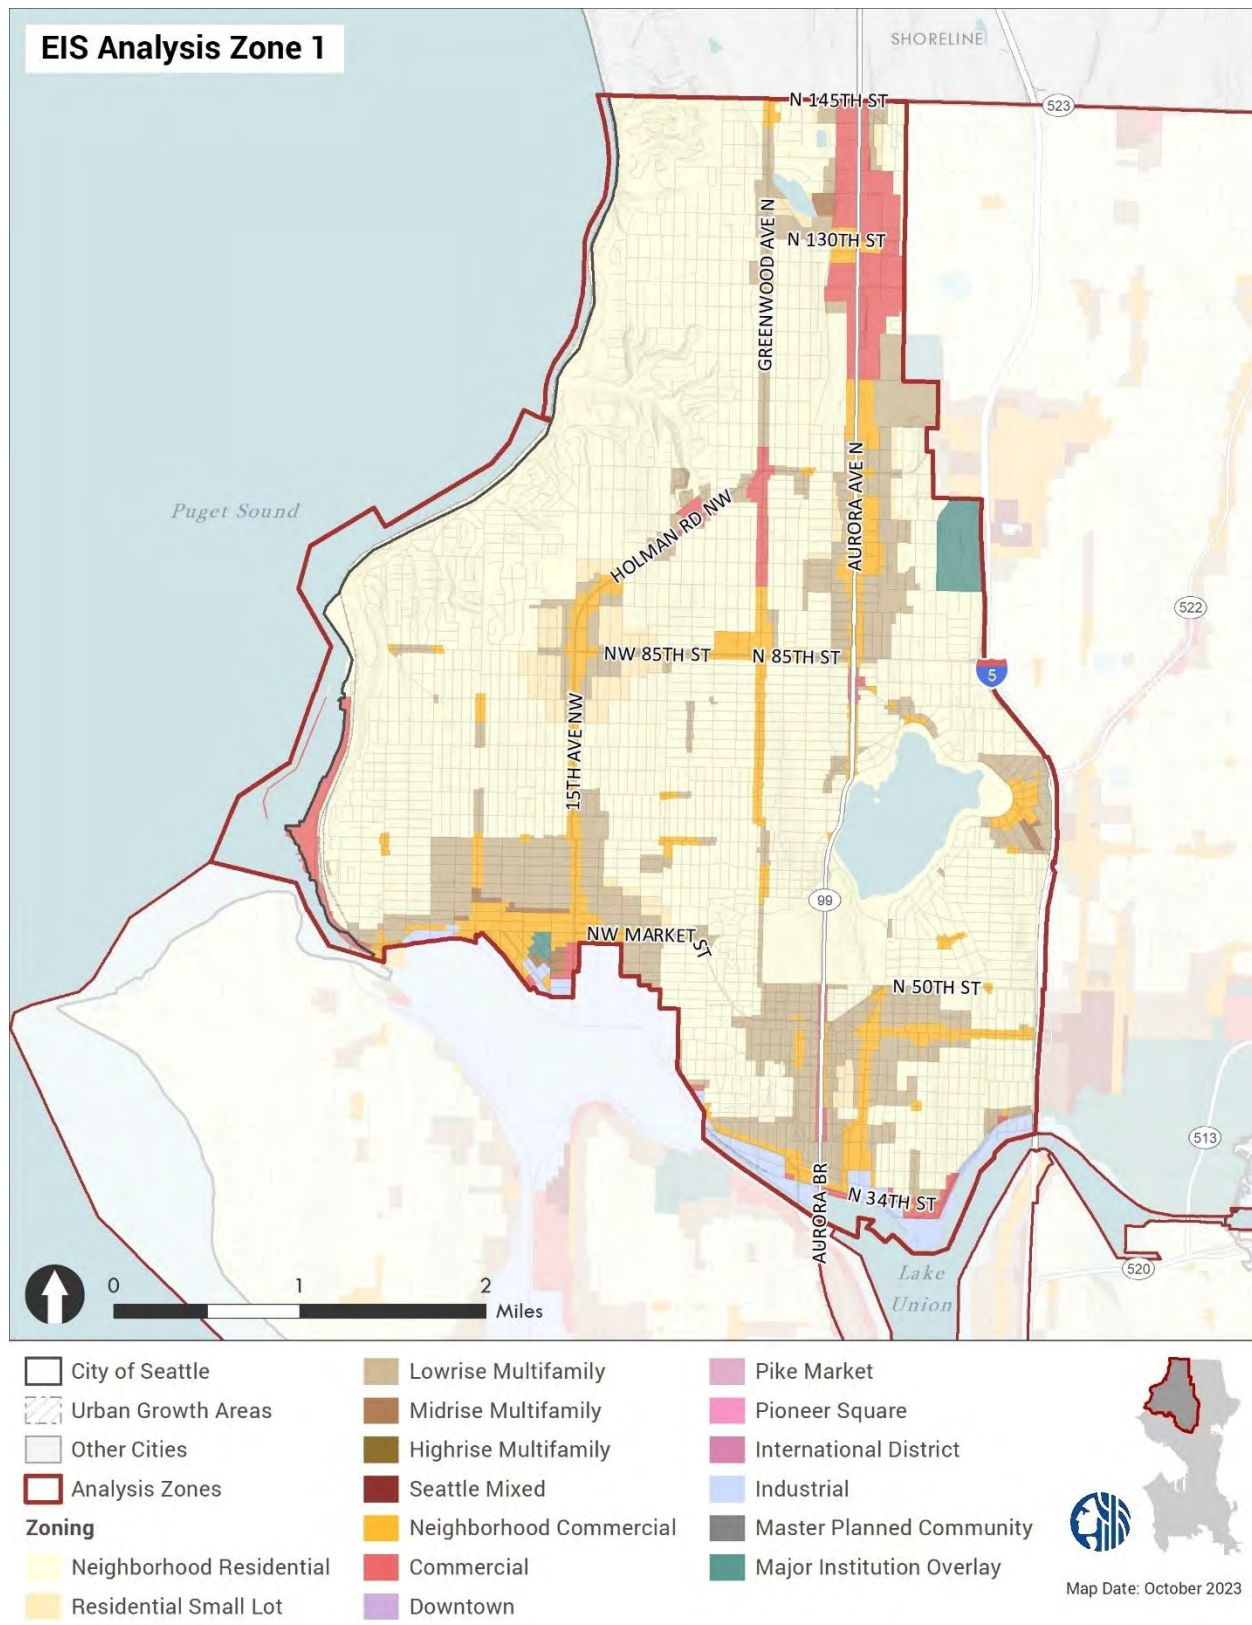 EIS Analysis Zone 1
SHORELINE
N 145TH ST
523
GREENWOOD AVE N
N 130TH ST
AURORA AVE N
Puget Sound
HOLMAN RD NW
522
NW 85TH ST
N 85TH ST
5
15TH AVE NW
99
NW MARKET ST
N 50TH ST
513
AURORA BR
N 34TH ST
520
Lake
Union
0 1 2
Miles
City of Seattle
Urban Growth Areas
Other Cities
Analysis Zones
Zoning
Neighborhood Residential
Residential Small Lot
Lowrise Multifamily
Midrise Multifamily
Highrise Multifamily
Seattle Mixed
Neighborhood Commercial
Commercial
Downtown
Pike Market
Pioneer Square
International District
Industrial
Master Planned Community
Major Institution Overlay
Map Date: October 2023